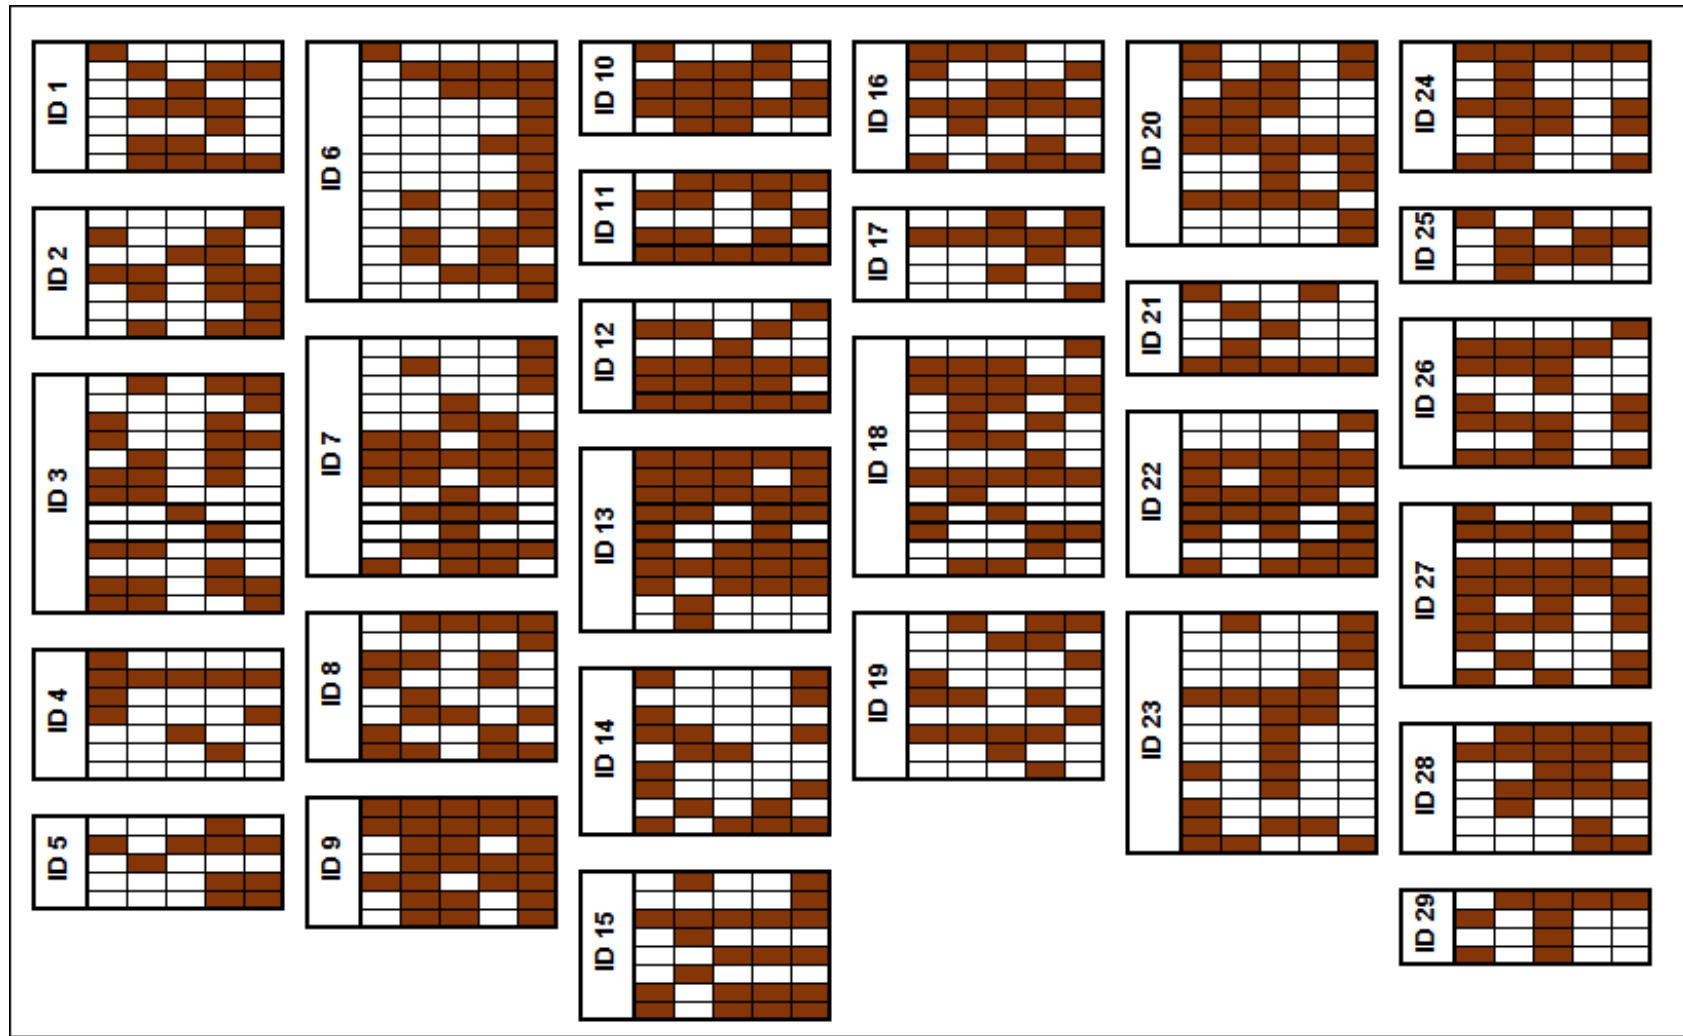 ID 1
ID 2
ID 3
ID 4
ID 5
ID 6
ID 7
ID 8
ID 9
ID 10
ID 11
ID 12
ID 13
ID 14
ID 15
ID 16
ID 17
ID 18
ID 19
ID 20
ID 21
ID 22
ID 23
ID 24
ID 25
ID 26
ID 27
ID 28
ID 29